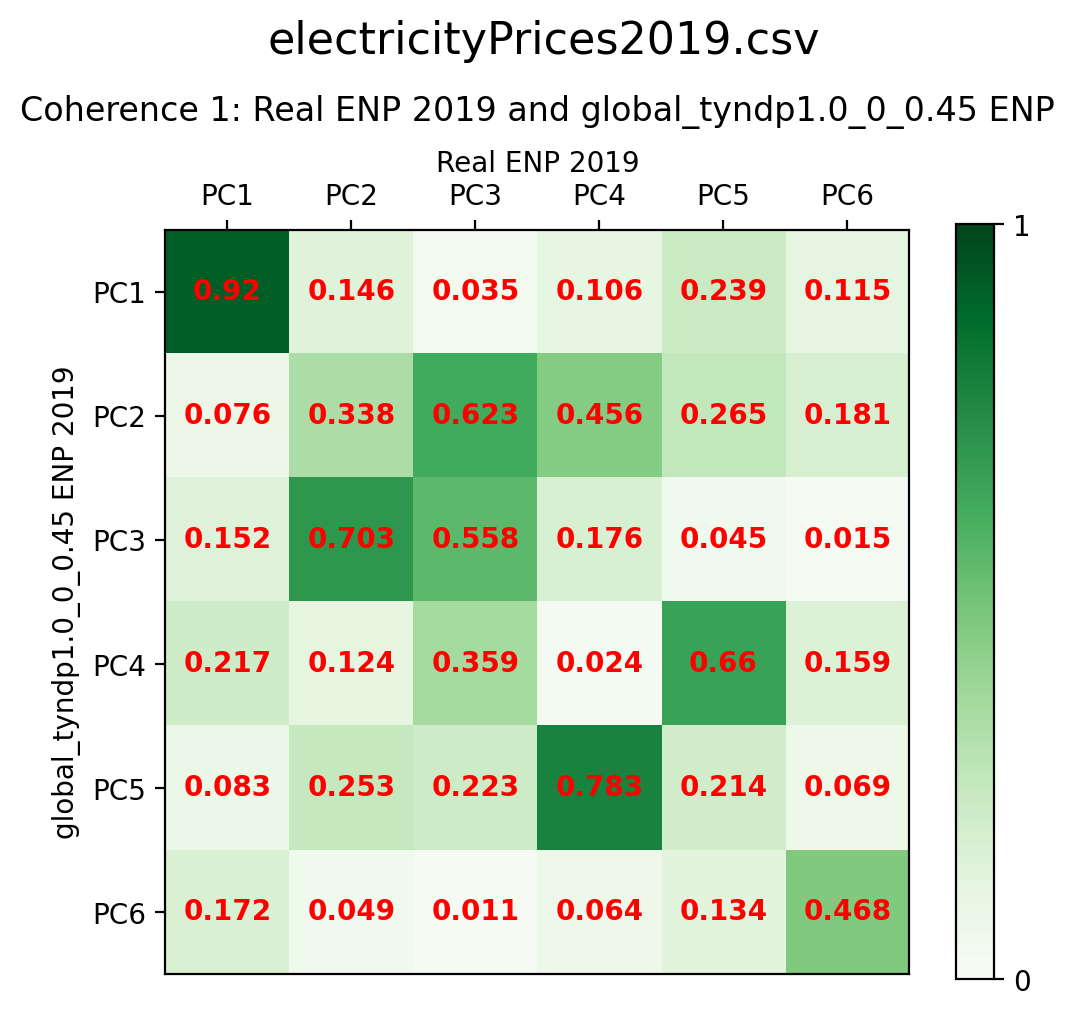 electricityPrices2019.csv
Coherence 1: Real ENP 2019 and global_tyndp1.0_0_0.45 ENP
Real ENP 2019
PC1 PC2 PC3 PC4 PC5 PC6
1
PC1 0.92 0.146 0.035 0.106 0.239 0.115
PC2 0.076 0.338 0.623 0.456 0.265 0.181
PC3 0.152 0.703 0.558 0.176 0.045 0.015
PC4 0.217 0.124 0.359 0.024 0.66 0.159
PC5 0.083 0.253 0.223 0.783 0.214 0.069
PC6 0.172 0.049 0.011 0.064 0.134 0.468
0
global_tyndp1.0_0_0.45 ENP 2019